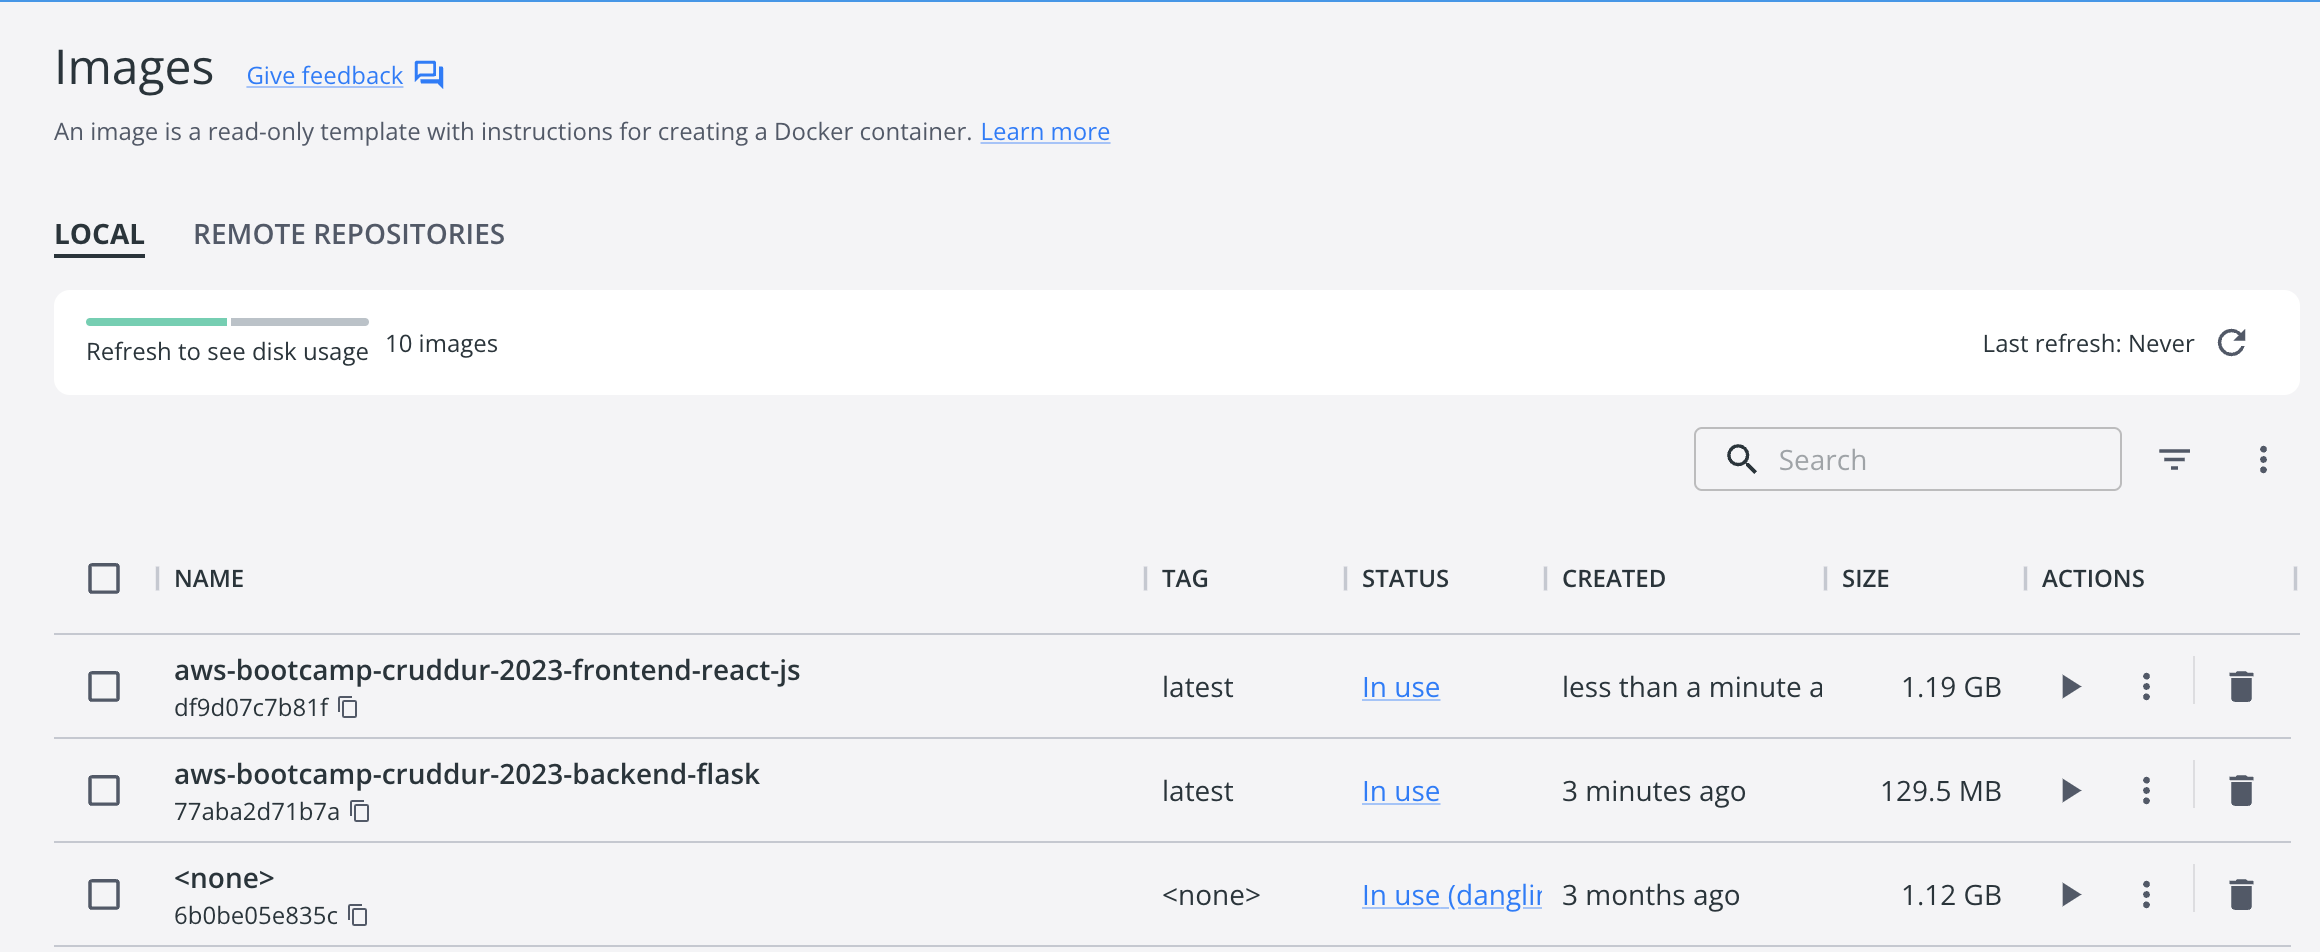 Images Give feedback
An image is a read-only template with instructions for creating a Docker container. Learn more
LOCAL REMOTE REPOSITORIES
Refresh to see disk usage 10 images Last refresh: Never
Search
NAME TAG STATUS CREATED SIZE ACTIONS
aws-bootcamp-cruddur-2023-frontend-react-js
df9d07c7b81f
latest In use less than a minute a 1.19 GB
aws-bootcamp-cruddur-2023-backend-flask
77aba2d71b7a
latest In use 3 minutes ago 129.5 MB
<none>
6b0be05e835c
<none> In use (danglin 3 months ago 1.12 GB